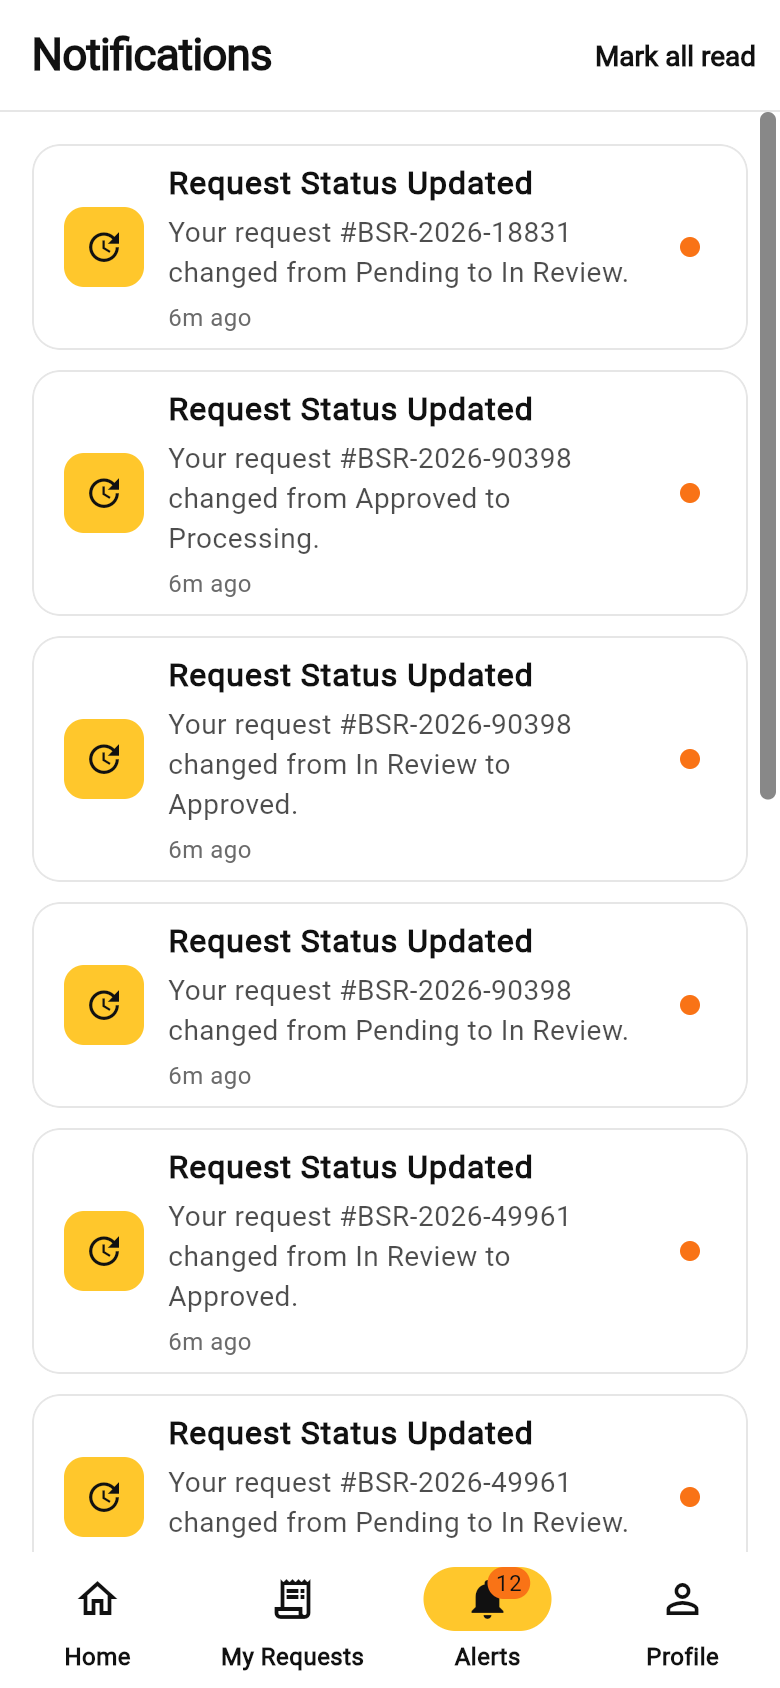 Notifications
Mark all read
Request Status Updated
Your request #BSR-2026-18831
changed from Pending to In Review.
6m ago
Request Status Updated
Your request #BSR-2026-90398
changed from Approved to
Processing.
6m ago
Request Status Updated
Your request #BSR-2026-90398
changed from In Review to
Approved.
6m ago
Request Status Updated
Your request #BSR-2026-90398
changed from Pending to In Review.
6m ago
Request Status Updated
Your request #BSR-2026-49961
changed from In Review to
Approved.
6m ago
Request Status Updated
Your request #BSR-2026-49961
changed from Pending to In Review.
12
Home
My Requests
Alerts
Profile